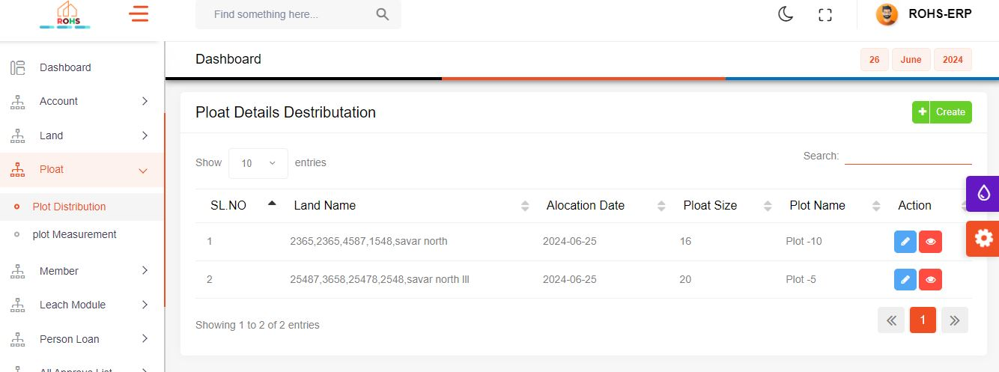 ROHS
Find something here...
ROHS-ERP
Dashboard
Account
Land
Ploat
Plot Distribution
plot Measurement
Member
Leach Module
Person Loan
All Approve List
Dashboard
26 June 2024
Ploat Details Destributation
Create
Show 10 entries
Search:
SL.NO Land Name Alocation Date Ploat Size Plot Name Action
1 2365,2365,4587,1548,savar north 2024-06-25 16 Plot -10
2 25487,3658,25478,2548,savar north III 2024-06-25 20 Plot -5
Showing 1 to 2 of 2 entries
1